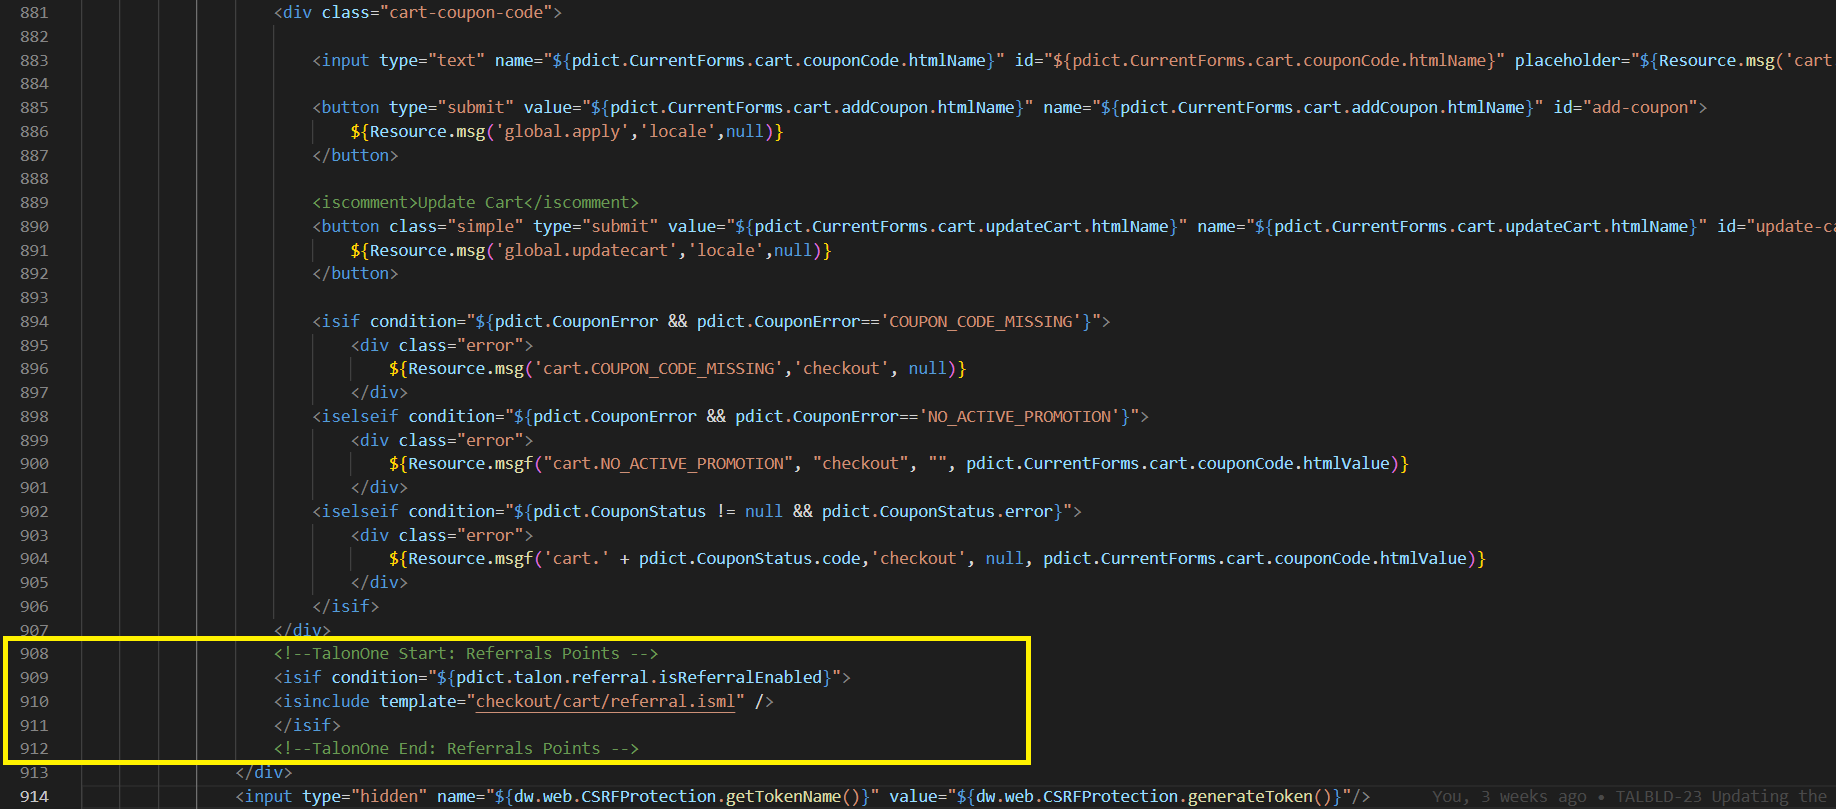 881 <div class="cart-coupon-code">
882
883 <input type="text" name="${pdict.CurrentForms.cart.couponCode.htmlName}" id="${pdict.CurrentForms.cart.couponCode.htmlName}" placeholder="${Resource.msg('cart
884
885 <button type="submit" value="${pdict.CurrentForms.cart.addCoupon.htmlName}" name="${pdict.CurrentForms.cart.addCoupon.htmlName}" id="add-coupon">
886 ${Resource.msg('global.apply','locale',null)}
887 </button>
888
889 <iscomment>Update Cart</iscomment>
890 <button class="simple" type="submit" value="${pdict.CurrentForms.cart.updateCart.htmlName}" name="${pdict.CurrentForms.cart.updateCart.htmlName}" id="update-ca
891 ${Resource.msg('global.updatecart','locale',null)}
892 </button>
893
894 <isif condition="${pdict.CouponError && pdict.CouponError=='COUPON_CODE_MISSING'}">
895 <div class="error">
896 ${Resource.msg('cart.COUPON_CODE_MISSING','checkout', null)}
897 </div>
898 <iselseif condition="${pdict.CouponError && pdict.CouponError=='NO_ACTIVE_PROMOTION'}">
899 <div class="error">
900 ${Resource.msgf("cart.NO_ACTIVE_PROMOTION", "checkout", "", pdict.CurrentForms.cart.couponCode.htmlValue)}
901 </div>
902 <iselseif condition="${pdict.CouponStatus != null && pdict.CouponStatus.error}">
903 <div class="error">
904 ${Resource.msgf('cart.' + pdict.CouponStatus.code,'checkout', null, pdict.CurrentForms.cart.couponCode.htmlValue)}
905 </div>
906 </isif>
907 </div>
908 <!--TalonOne Start: Referrals Points -->
909 <isif condition="${pdict.talon.referral.isReferralEnabled}">
910 <isinclude template="checkout/cart/referral.isml" />
911 </isif>
912 <!--TalonOne End: Referrals Points -->
913 </div>
914 <input type="hidden" name="${dw.web.CSRFProtection.getTokenName()}" value="${dw.web.CSRFProtection.generateToken()}"/> You, 3 weeks ago • TALBLD-23 Updating the